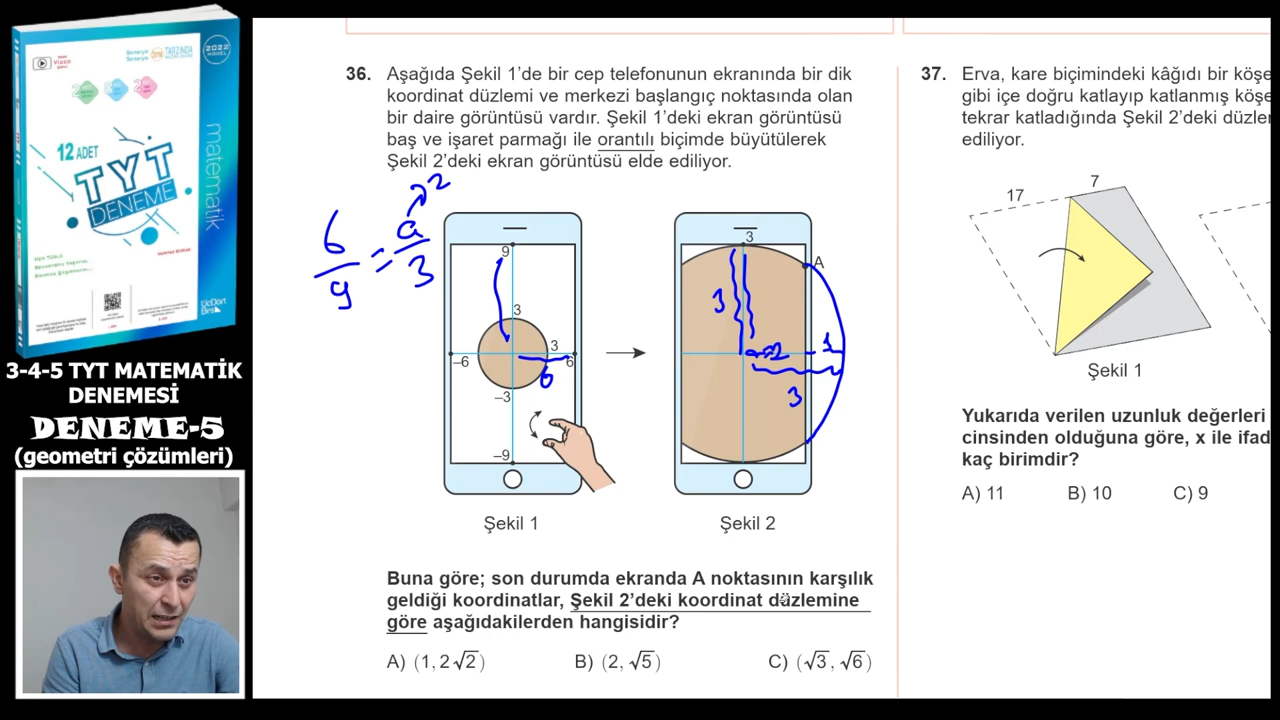 2022
MODEL
TARZINDA
12 ADET
TYT
DENEME
matematik
ÜçDört
Beş
3-4-5 TYT MATEMATİK
DENEMESİ
DENEME-5
(geometri çözümleri)
36. Aşağıda Şekil 1’de bir cep telefonunun ekranında bir dik
koordinat düzlemi ve merkezi başlangıç noktasında olan
bir daire görüntüsü vardır. Şekil 1’deki ekran görüntüsü
baş ve işaret parmağı ile orantılı biçimde büyütülerek
Şekil 2’deki ekran görüntüsü elde ediliyor.
6/9 = a/3
2
9
3
3
–6
6
6
–3
–9
Şekil 1
3
A
3
2
1
3
Şekil 2
Buna göre; son durumda ekranda A noktasının karşılık
geldiği koordinatlar, Şekil 2’deki koordinat düzlemine
göre aşağıdakilerden hangisidir?
A) (1, 2√2) B) (2, √5) C) (√3, √6)
37. Erva, kare biçimindeki kâğıdı bir köşe
gibi içe doğru katlayıp katlanmış köşe
tekrar katladığında Şekil 2’deki düzle
ediliyor.
17
7
Şekil 1
Yukarıda verilen uzunluk değerleri
cinsinden olduğuna göre, x ile ifad
kaç birimdir?
A) 11 B) 10 C) 9